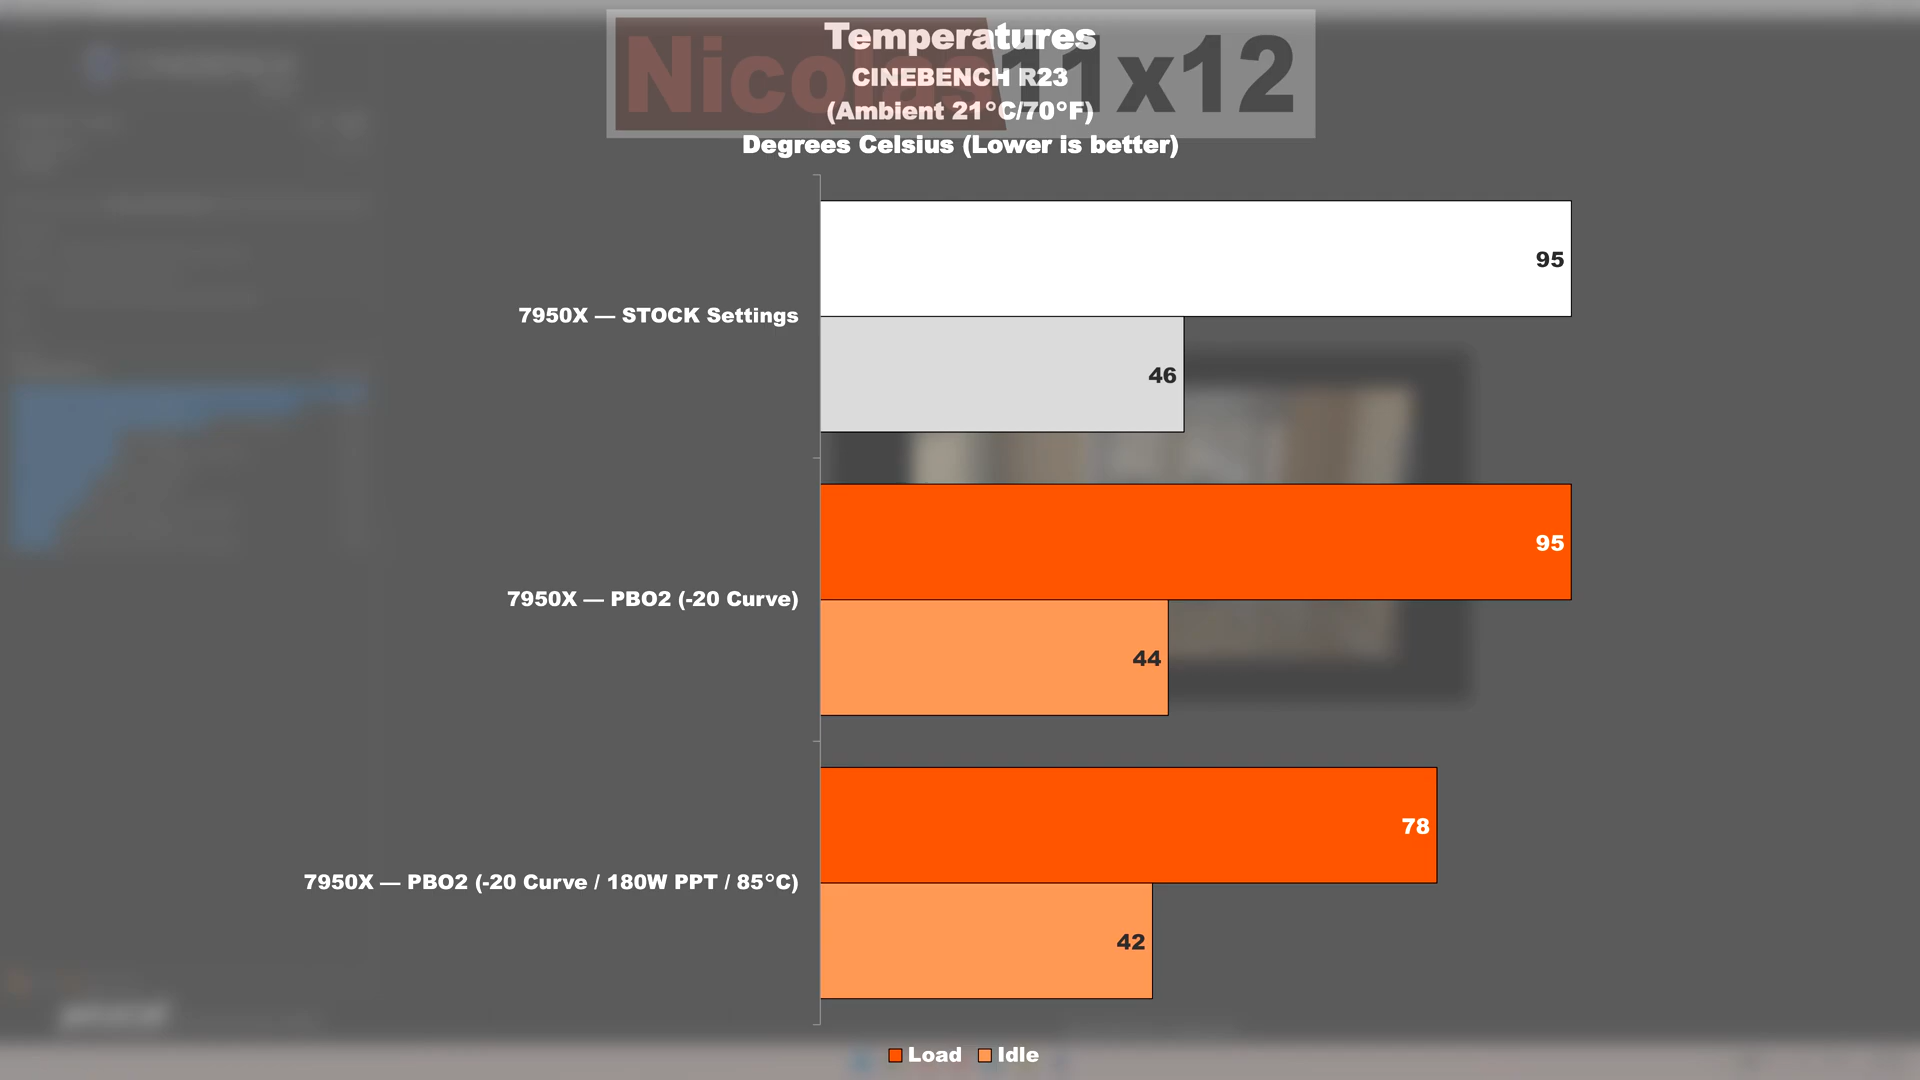 Nicolas11x12
Temperatures
CINEBENCH R23
(Ambient 21°C/70°F)
Degrees Celsius (Lower is better)
95
7950X — STOCK Settings
46
95
7950X — PBO2 (-20 Curve)
44
78
7950X — PBO2 (-20 Curve / 180W PPT / 85°C)
42
Load Idle